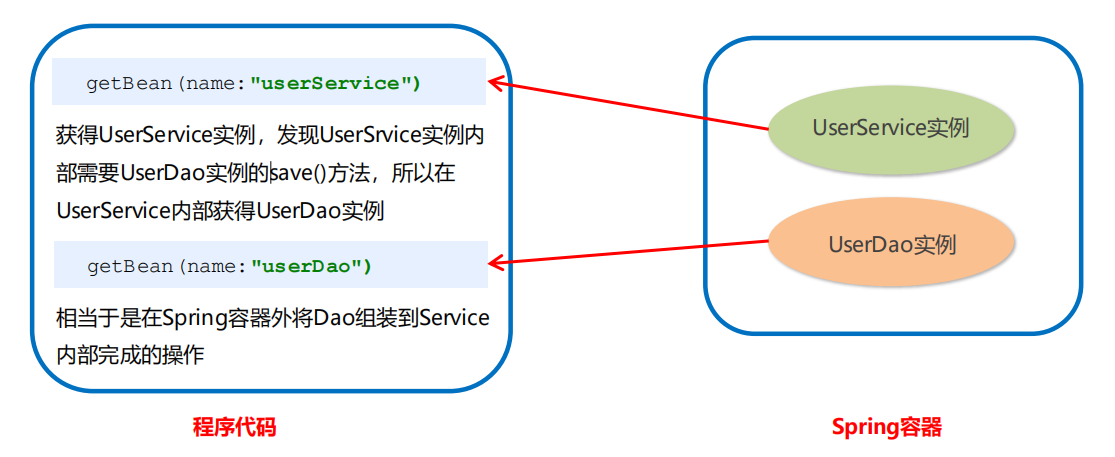 getBean(name:"userService")
获得UserService实例，发现UserSrvice实例内
部需要UserDao实例的save()方法，所以在
UserService内部获得UserDao实例
getBean(name:"userDao")
相当于是在Spring容器外将Dao组装到Service
内部完成的操作
程序代码
UserService实例
UserDao实例
Spring容器